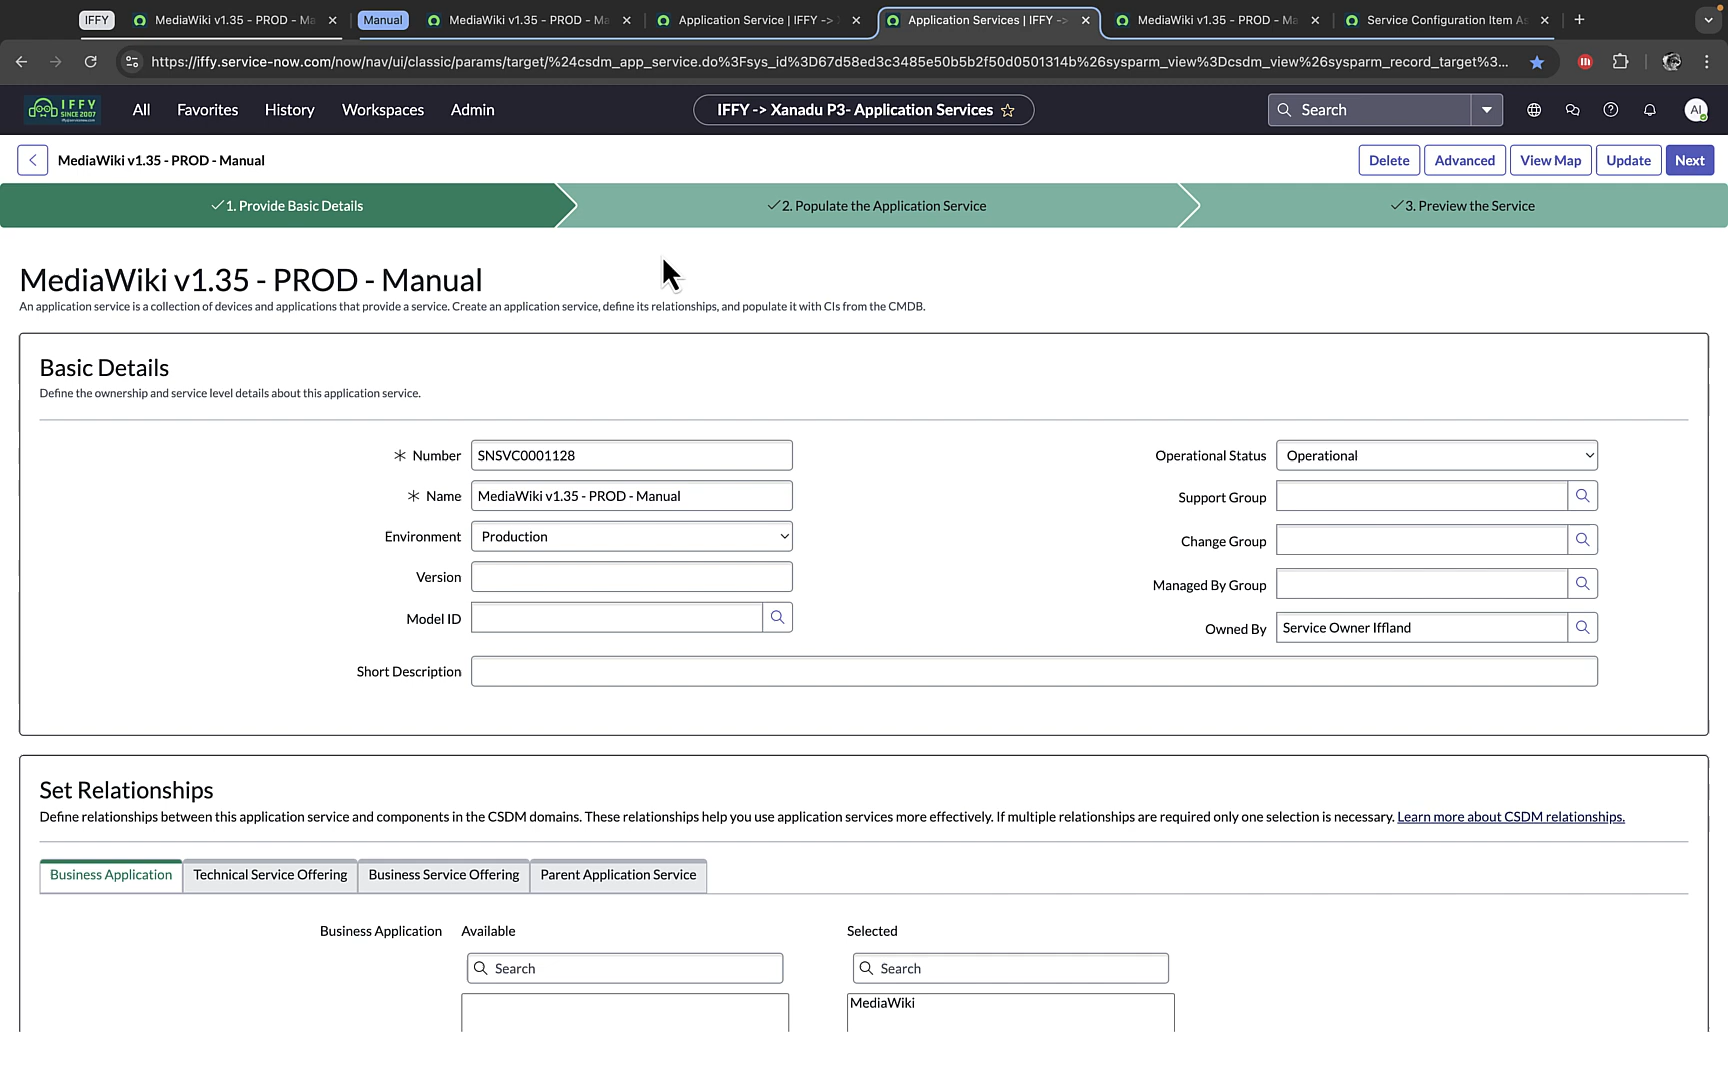 IFFY
MediaWiki v1.35 - PROD - Ma
Manual
MediaWiki v1.35 - PROD - Ma
Application Service | IFFY ->
Application Services | IFFY ->
MediaWiki v1.35 - PROD - Ma
Service Configuration Item As
https://iffy.service-now.com/now/nav/ui/classic/params/target/%24csdm_app_service.do%3Fsys_id%3D67d58ed3c3485e50b5b2f50d0501314b%26sysparm_view%3Dcsdm_view%26sysparm_record_target%3...
IFFY
SINCE 2007
All
Favorites
History
Workspaces
Admin
IFFY -> Xanadu P3- Application Services
Search
AI
MediaWiki v1.35 - PROD - Manual
Delete
Advanced
View Map
Update
Next
1. Provide Basic Details
2. Populate the Application Service
3. Preview the Service
MediaWiki v1.35 - PROD - Manual
An application service is a collection of devices and applications that provide a service. Create an application service, define its relationships, and populate it with CIs from the CMDB.
Basic Details
Define the ownership and service level details about this application service.
Number
SNSVC0001128
Operational Status
Operational
Name
MediaWiki v1.35 - PROD - Manual
Support Group
Environment
Production
Change Group
Version
Managed By Group
Model ID
Owned By
Service Owner Iffland
Short Description
Set Relationships
Define relationships between this application service and components in the CSDM domains. These relationships help you use application services more effectively. If multiple relationships are required only one selection is necessary. Learn more about CSDM relationships.
Business Application
Technical Service Offering
Business Service Offering
Parent Application Service
Business Application
Available
Selected
Search
Search
MediaWiki